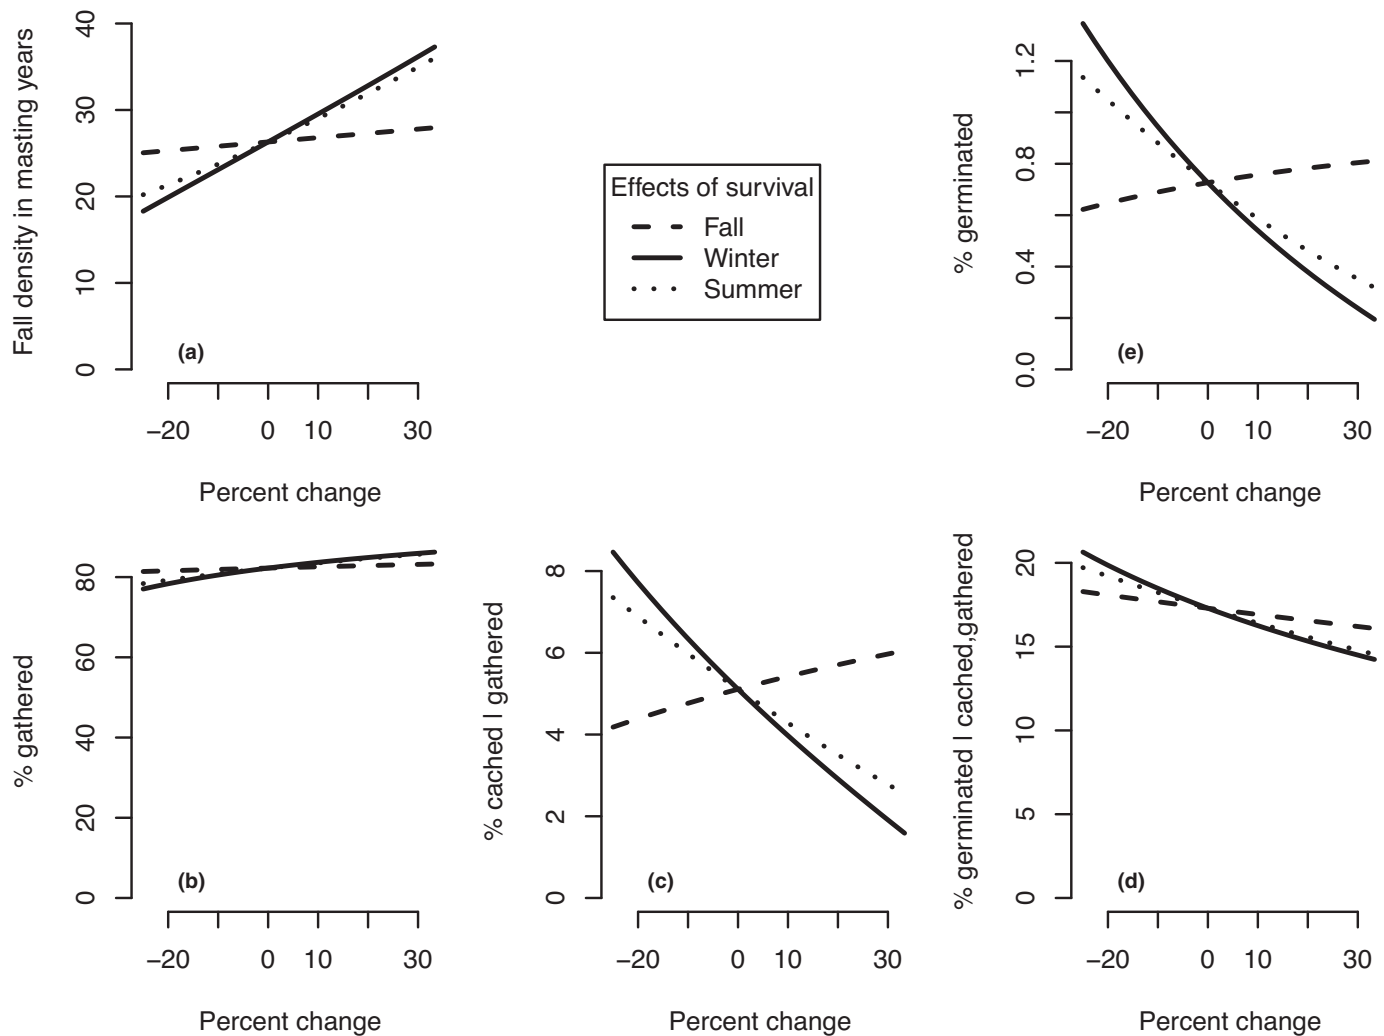 Fall density in masting years
40
30
20
10
0
(a)
−20 0 10 30
Percent change
Effects of survival
Fall
Winter
Summer
% germinated
1.2
0.8
0.4
0.0
(e)
−20 0 10 30
Percent change
% gathered
80
60
40
20
0
(b)
−20 0 10 30
Percent change
% cached | gathered
8
6
4
2
0
(c)
−20 0 10 30
Percent change
% germinated | cached,gathered
20
15
10
5
0
(d)
−20 0 10 30
Percent change